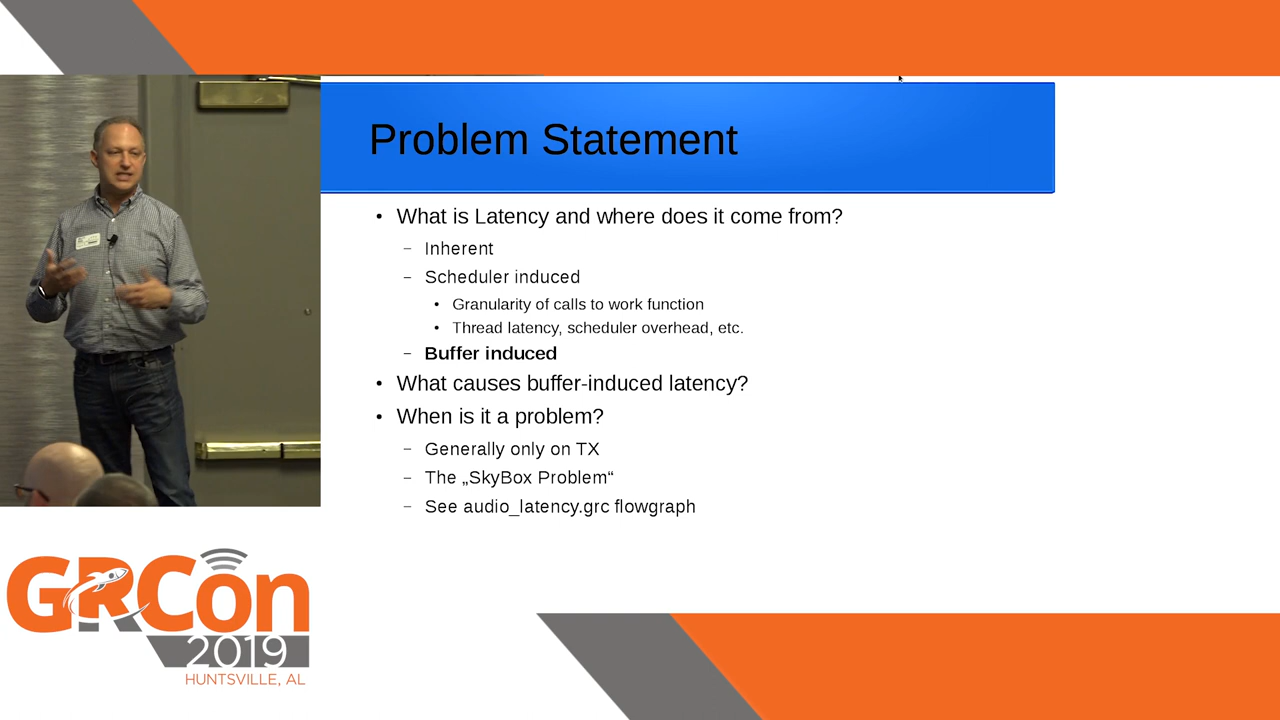 Problem Statement
• What is Latency and where does it come from?
– Inherent
– Scheduler induced
• Granularity of calls to work function
• Thread latency, scheduler overhead, etc.
– Buffer induced
• What causes buffer-induced latency?
• When is it a problem?
– Generally only on TX
– The „SkyBox Problem“
– See audio_latency.grc flowgraph
GRCon
2019
HUNTSVILLE, AL